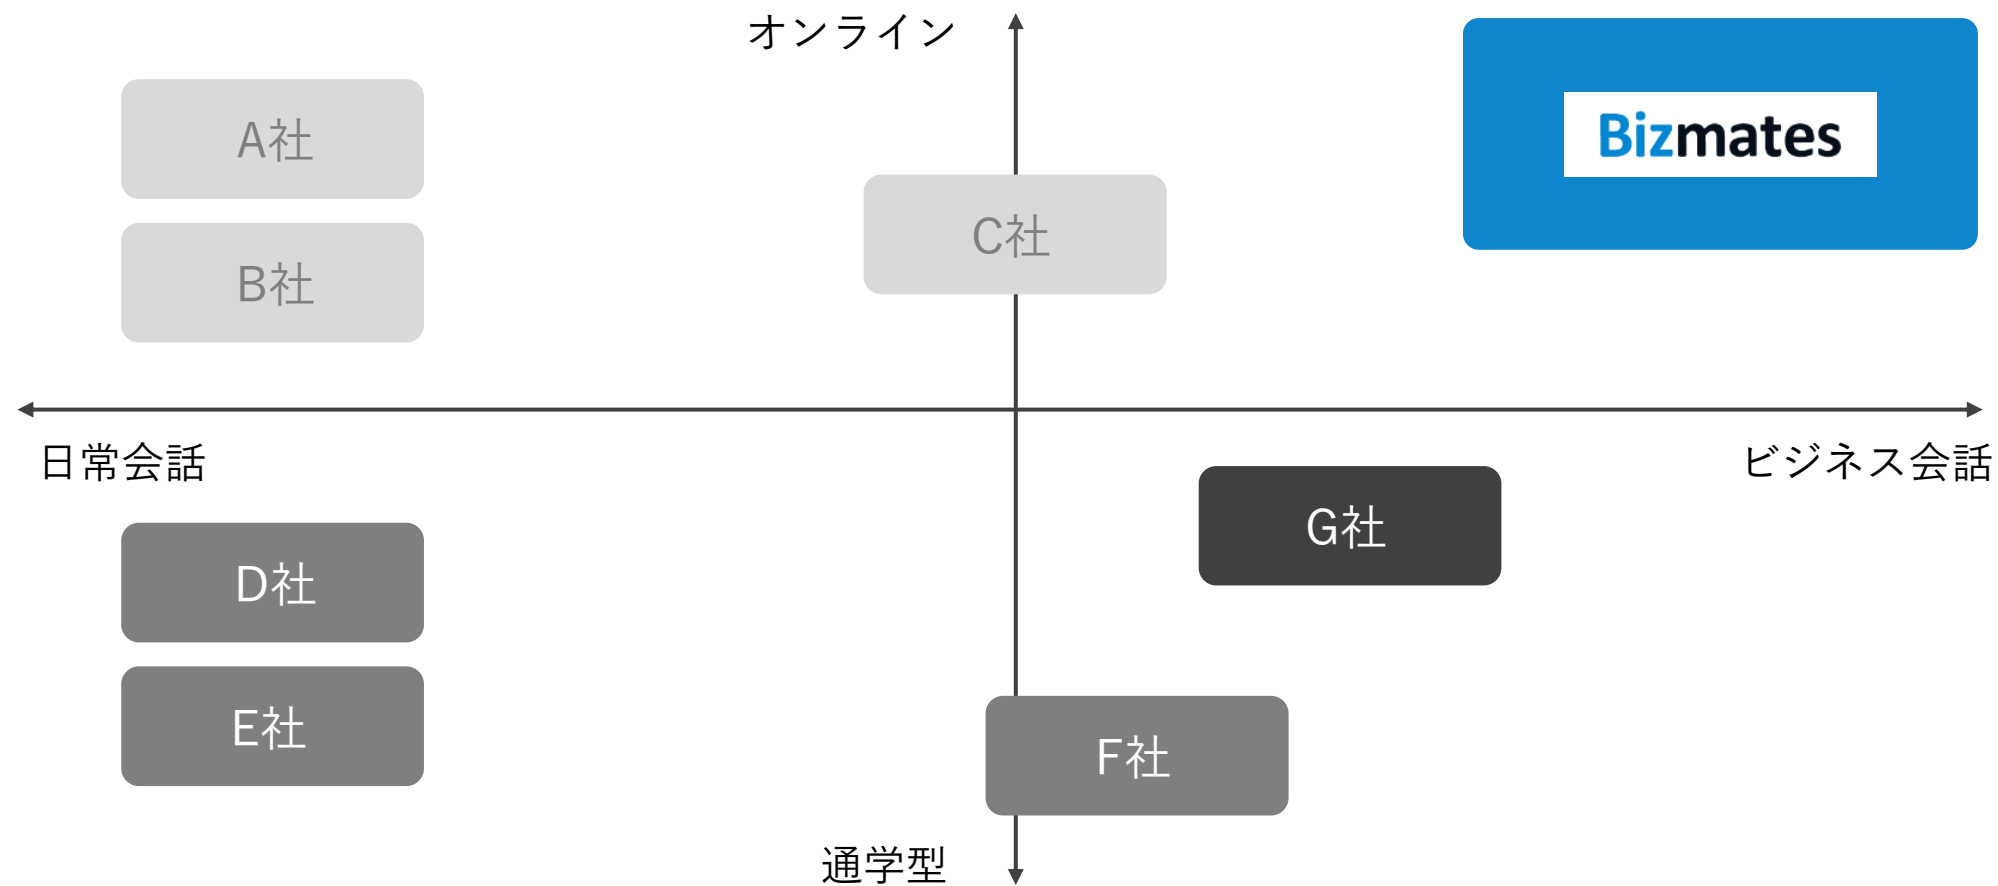 オンライン
A社
Bizmates
C社
B社
日常会話
ビジネス会話
G社
D社
E社
F社
通学型